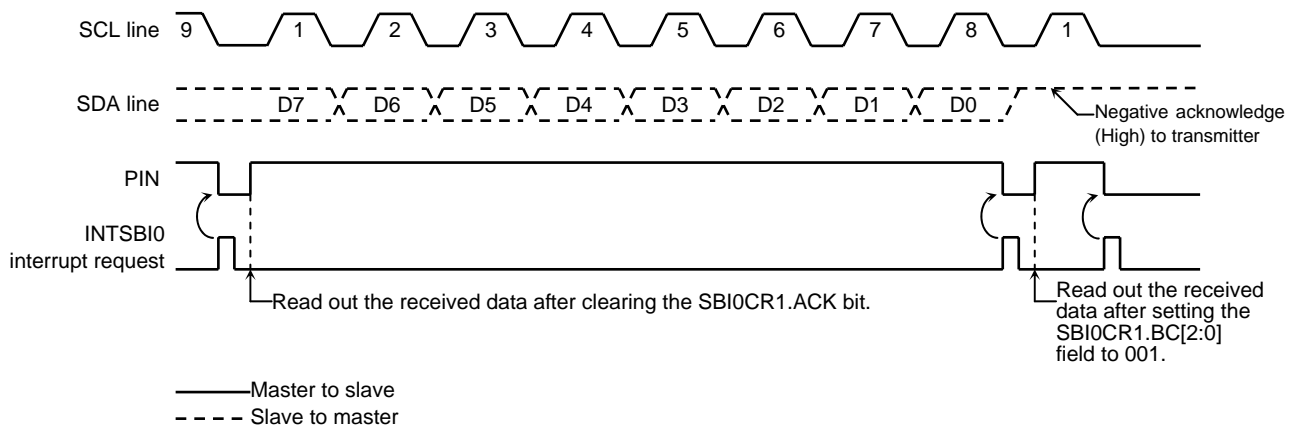 SCL line 9 1 2 3 4 5 6 7 8 1
SDA line D7 D6 D5 D4 D3 D2 D1 D0
Negative acknowledge
(High) to transmitter
PIN
INTSBI0
interrupt request
Read out the received data after clearing the SBI0CR1.ACK bit.
Read out the received
data after setting the
SBI0CR1.BC[2:0]
field to 001.
Master to slave
Slave to master